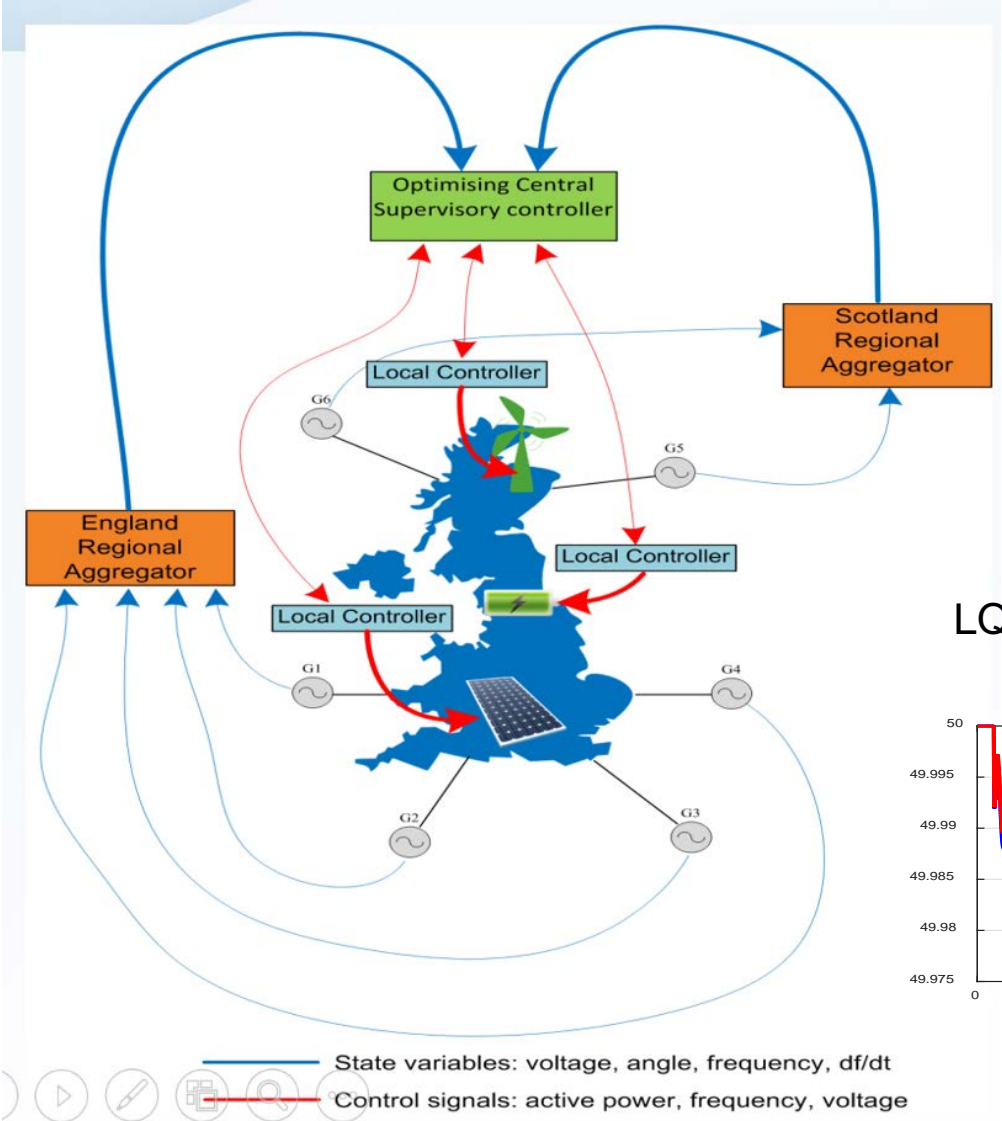 Optimising Central
Supervisory controller
Scotland
Regional
Aggregator
Local Controller
G6
G5
England
Regional
Aggregator
Local Controller
Local Controller
G1
G4
G2
G3
LQ
50
49.995
49.99
49.985
49.98
49.975
0
State variables: voltage, angle, frequency, df/dt
Control signals: active power, frequency, voltage